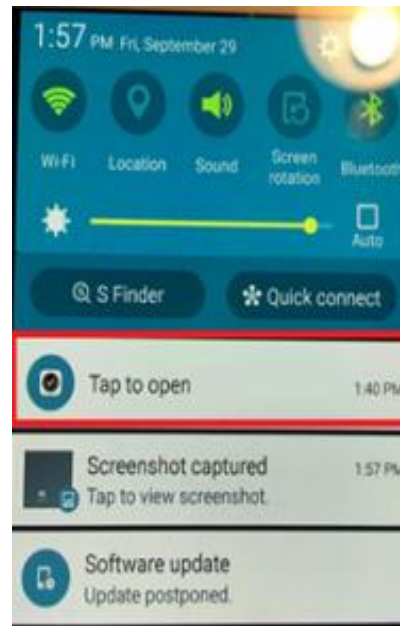 1:57 PM Fri, September 29
Wi-Fi
Location
Sound
Screen
rotation
Bluetooth
Auto
S Finder
Quick connect
Tap to open
1:40 PM
Screenshot captured
1:57 PM
Tap to view screenshot.
Software update
Update postponed.